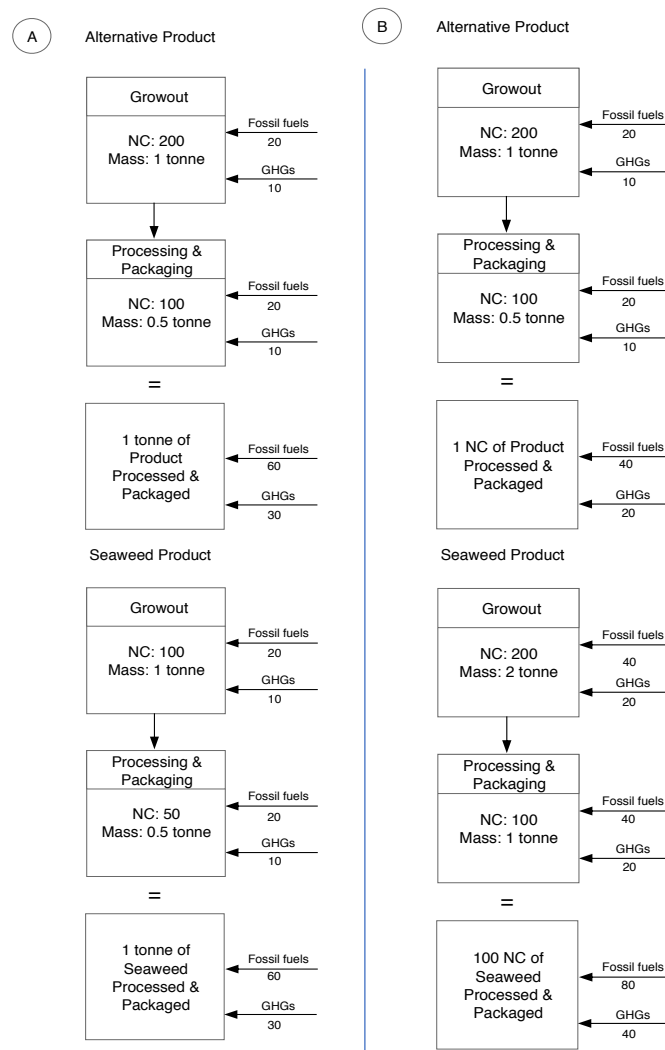 A
Alternative Product
Growout
NC: 200
Mass: 1 tonne
Fossil fuels
20
GHGs
10
Processing &
Packaging
NC: 100
Mass: 0.5 tonne
Fossil fuels
20
GHGs
10
=
1 tonne of
Product
Processed &
Packaged
Fossil fuels
60
GHGs
30
Seaweed Product
Growout
NC: 100
Mass: 1 tonne
Fossil fuels
20
GHGs
10
Processing &
Packaging
NC: 50
Mass: 0.5 tonne
Fossil fuels
20
GHGs
10
=
1 tonne of
Seaweed
Processed &
Packaged
Fossil fuels
60
GHGs
30
B
Alternative Product
Growout
NC: 200
Mass: 1 tonne
Fossil fuels
20
GHGs
10
Processing &
Packaging
NC: 100
Mass: 0.5 tonne
Fossil fuels
20
GHGs
10
=
1 NC of Product
Processed &
Packaged
Fossil fuels
40
GHGs
20
Seaweed Product
Growout
NC: 200
Mass: 2 tonne
Fossil fuels
40
GHGs
20
Processing &
Packaging
NC: 100
Mass: 1 tonne
Fossil fuels
40
GHGs
20
=
100 NC of
Seaweed
Processed &
Packaged
Fossil fuels
80
GHGs
40